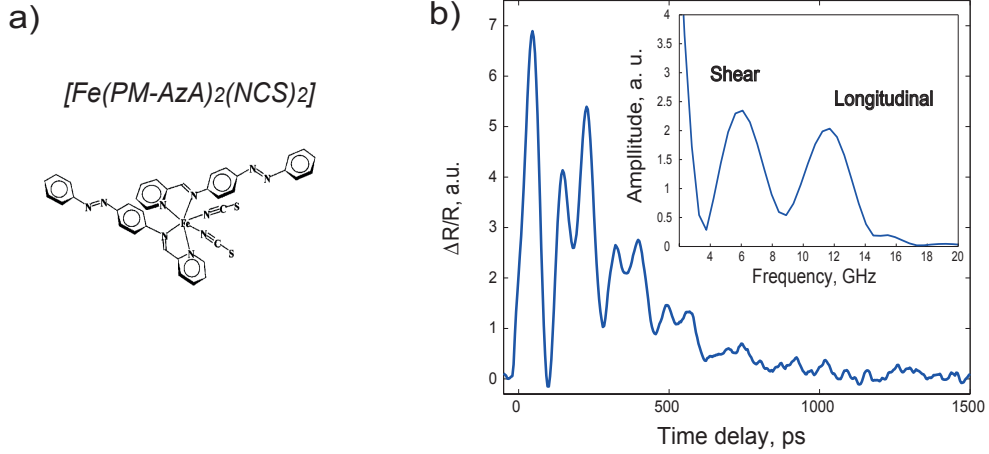 a)
[Fe(PM-AzA)2(NCS)2]
N
N
N
N
N
N
N
N
Fe
N
C
S
N
C
S
b)
ΔR/R, a.u.
7
6
5
4
3
2
1
0
0
500
1000
1500
Time delay, ps
Ampllitude, a. u.
4
3.5
3
2.5
2
1.5
1
0.5
0
Shear
Longitudinal
4
6
8
10
12
14
16
18
20
Frequency, GHz